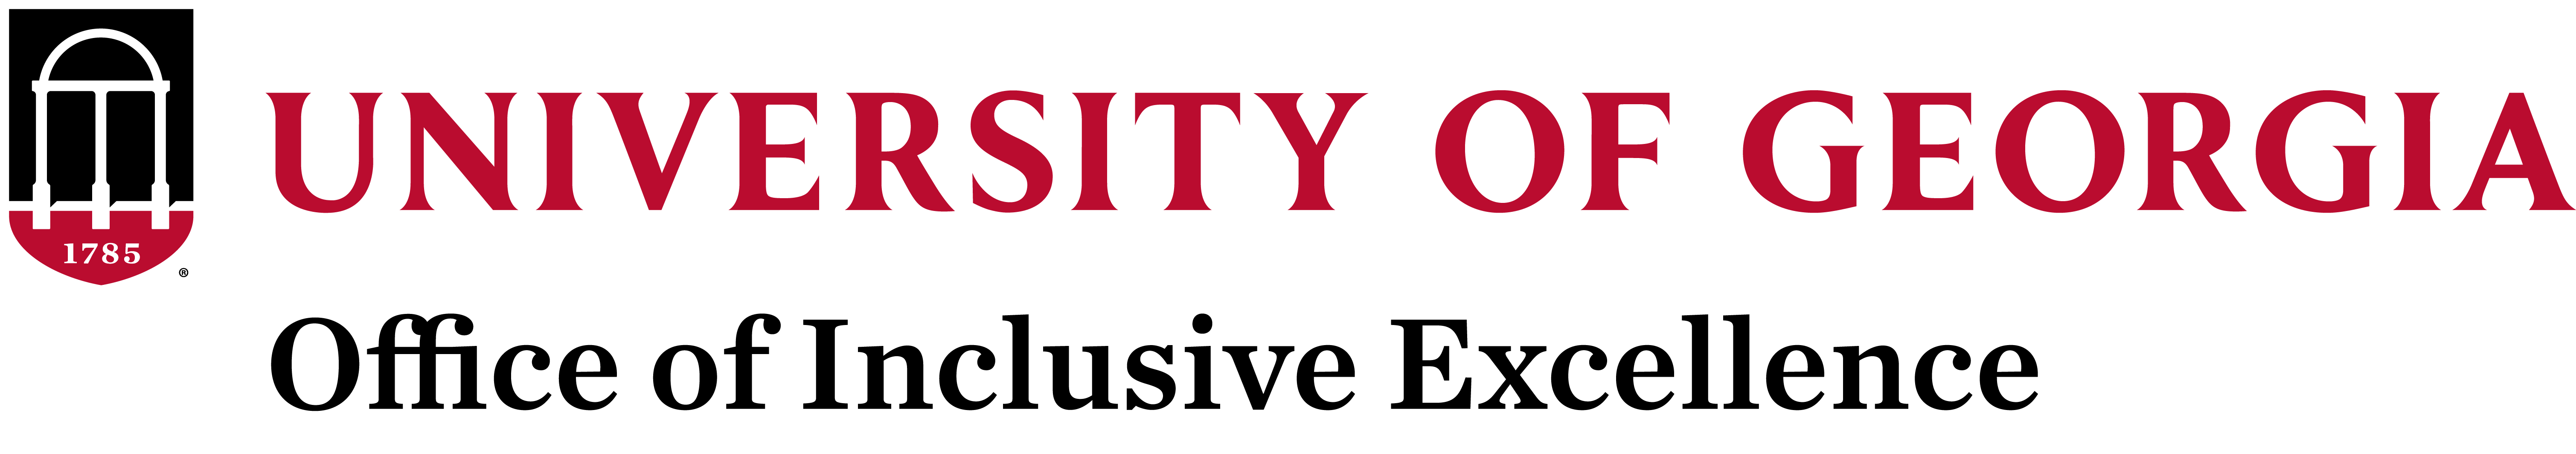 UNIVERSITY OF GEORGIA
1785
®
Office of Inclusive Excellence